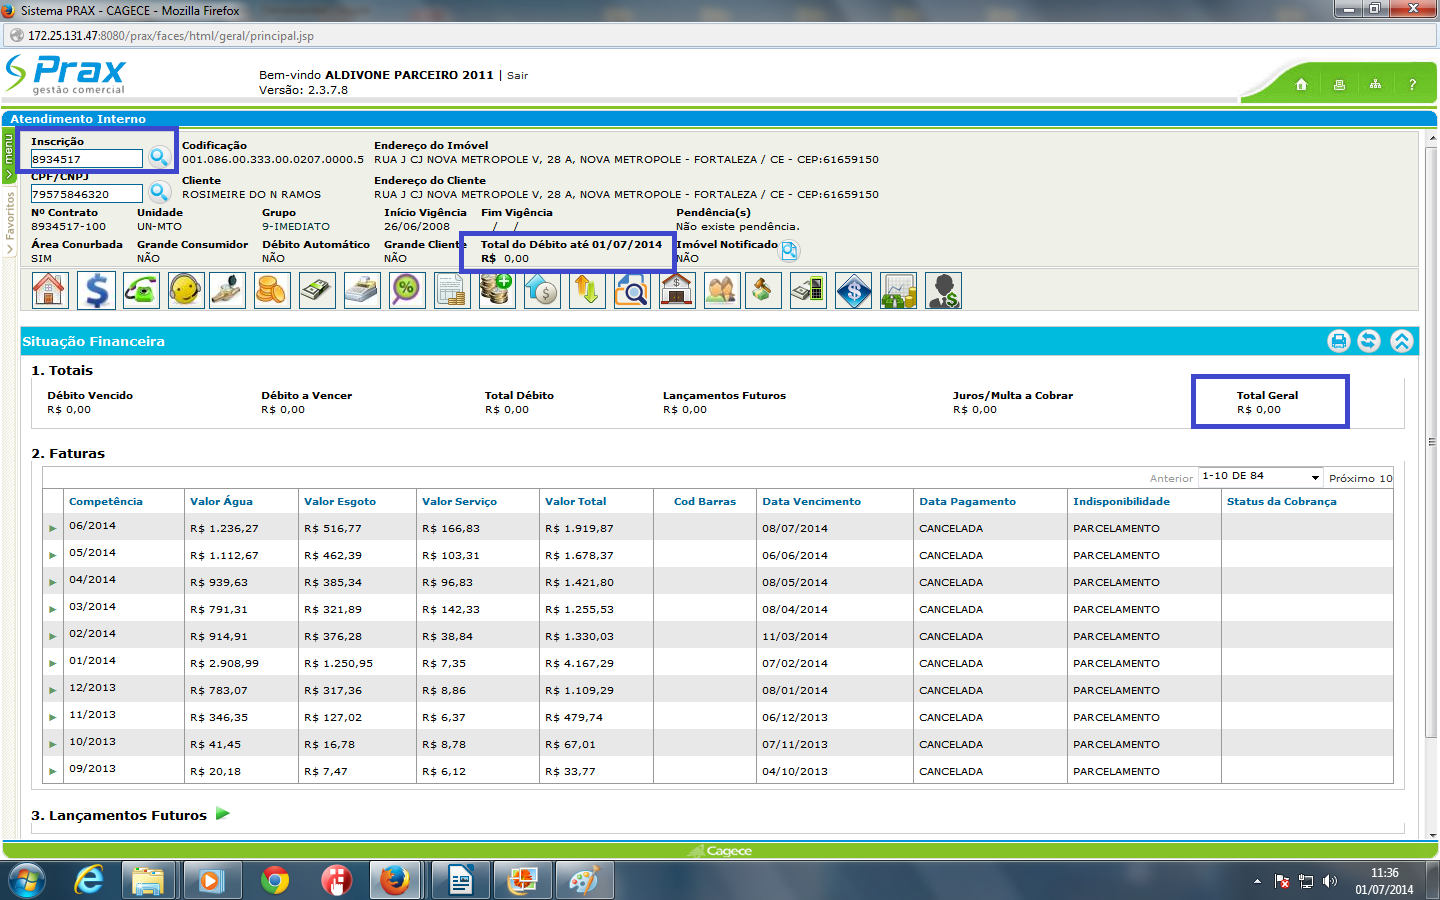 Sistema PRAX - CAGECE - Mozilla Firefox
172.25.131.47:8080/prax/faces/html/geral/principal.jsp
Prax
gestão comercial
Bem-vindo ALDIVONE PARCEIRO 2011 | Sair
Versão: 2.3.7.8
?
Atendimento Interno
menu
Favoritos
Inscrição
8934517
Codificação
001.086.00.333.00.0207.0000.5
Endereço do Imóvel
RUA J CJ NOVA METROPOLE V, 28 A, NOVA METROPOLE - FORTALEZA / CE - CEP:61659150
CPF/CNPJ
79575846320
Cliente
ROSIMEIRE DO N RAMOS
Endereço do Cliente
RUA J CJ NOVA METROPOLE V, 28 A, NOVA METROPOLE - FORTALEZA / CE - CEP:61659150
Nº Contrato Unidade Grupo Início Vigência Fim Vigência Pendência(s)
8934517-100 UN-MTO 9-IMEDIATO 26/06/2008 / / Não existe pendência.
Área Conurbada Grande Consumidor Débito Automático Grande Cliente Total do Débito até 01/07/2014 Imóvel Notificado
SIM NÃO NÃO NÃO R$ 0,00 NÃO
Situação Financeira
1. Totais
Débito Vencido Débito a Vencer Total Débito Lançamentos Futuros Juros/Multa a Cobrar Total Geral
R$ 0,00 R$ 0,00 R$ 0,00 R$ 0,00 R$ 0,00 R$ 0,00
2. Faturas
Anterior 1-10 DE 84 Próximo 10
Competência Valor Água Valor Esgoto Valor Serviço Valor Total Cod Barras Data Vencimento Data Pagamento Indisponibilidade Status da Cobrança
06/2014 R$ 1.236,27 R$ 516,77 R$ 166,83 R$ 1.919,87 08/07/2014 CANCELADA PARCELAMENTO
05/2014 R$ 1.112,67 R$ 462,39 R$ 103,31 R$ 1.678,37 06/06/2014 CANCELADA PARCELAMENTO
04/2014 R$ 939,63 R$ 385,34 R$ 96,83 R$ 1.421,80 08/05/2014 CANCELADA PARCELAMENTO
03/2014 R$ 791,31 R$ 321,89 R$ 142,33 R$ 1.255,53 08/04/2014 CANCELADA PARCELAMENTO
02/2014 R$ 914,91 R$ 376,28 R$ 38,84 R$ 1.330,03 11/03/2014 CANCELADA PARCELAMENTO
01/2014 R$ 2.908,99 R$ 1.250,95 R$ 7,35 R$ 4.167,29 07/02/2014 CANCELADA PARCELAMENTO
12/2013 R$ 783,07 R$ 317,36 R$ 8,86 R$ 1.109,29 08/01/2014 CANCELADA PARCELAMENTO
11/2013 R$ 346,35 R$ 127,02 R$ 6,37 R$ 479,74 06/12/2013 CANCELADA PARCELAMENTO
10/2013 R$ 41,45 R$ 16,78 R$ 8,78 R$ 67,01 07/11/2013 CANCELADA PARCELAMENTO
09/2013 R$ 20,18 R$ 7,47 R$ 6,12 R$ 33,77 04/10/2013 CANCELADA PARCELAMENTO
3. Lançamentos Futuros
Cagece
11:36
01/07/2014